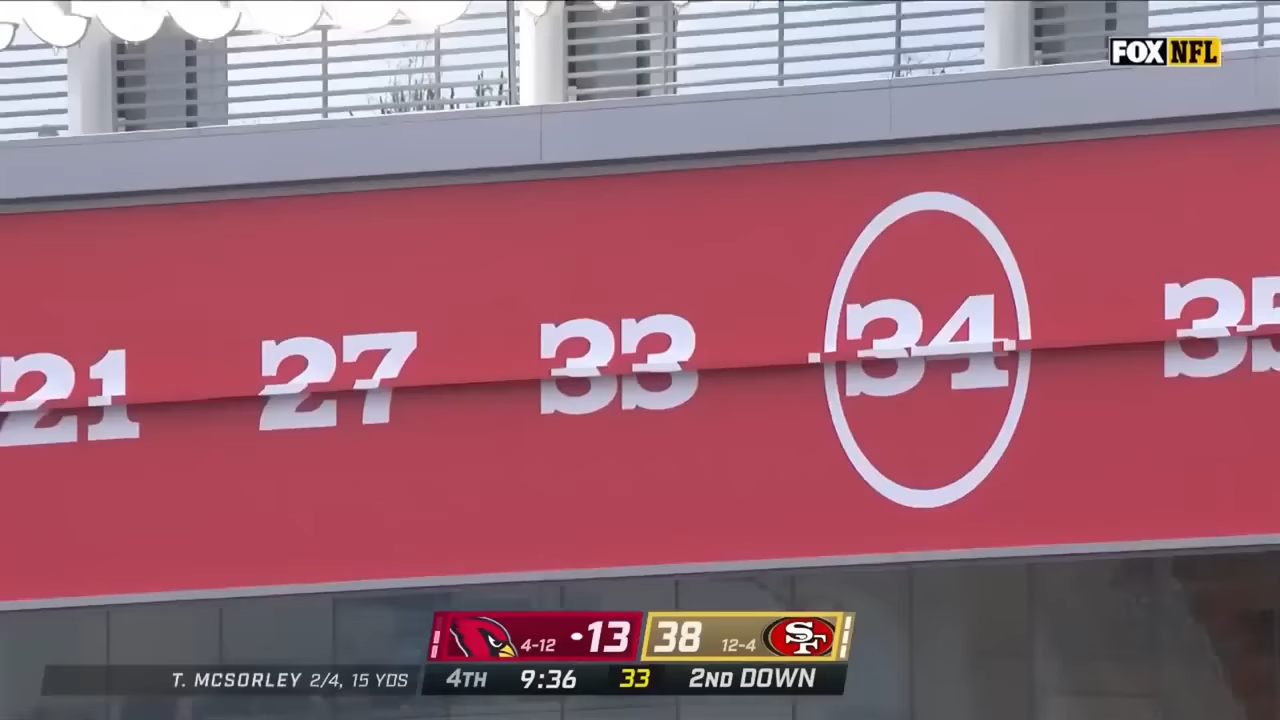 FOX NFL
21 27 33 34 35
4-12 13 38 12-4 SF
T. MCSORLEY 2/4, 15 YDS 4TH 9:36 33 2ND DOWN